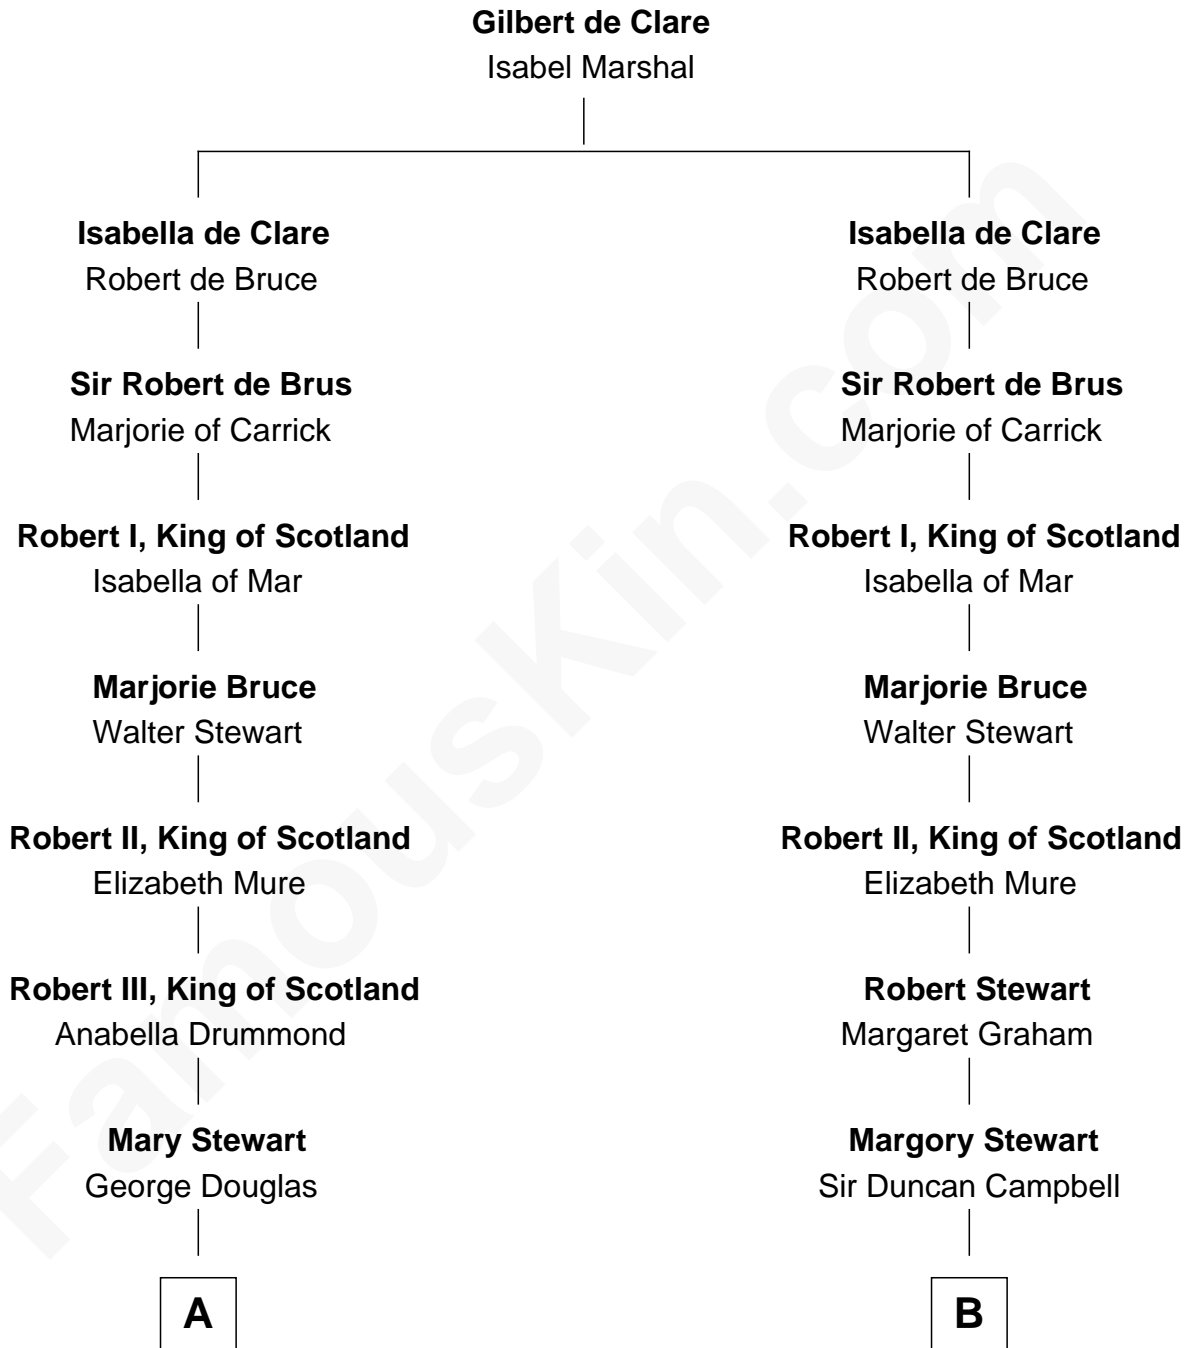 Gilbert de Clare
Isabel Marshal
Isabella de Clare
Robert de Bruce
Isabella de Clare
Robert de Bruce
Sir Robert de Brus
Marjorie of Carrick
Sir Robert de Brus
Marjorie of Carrick
Robert I, King of Scotland
Isabella of Mar
Robert I, King of Scotland
Isabella of Mar
Marjorie Bruce
Walter Stewart
Marjorie Bruce
Walter Stewart
Robert II, King of Scotland
Elizabeth Mure
Robert II, King of Scotland
Elizabeth Mure
Robert III, King of Scotland
Anabella Drummond
Robert Stewart
Margaret Graham
Mary Stewart
George Douglas
Margory Stewart
Sir Duncan Campbell
A
B
FamousKin.com